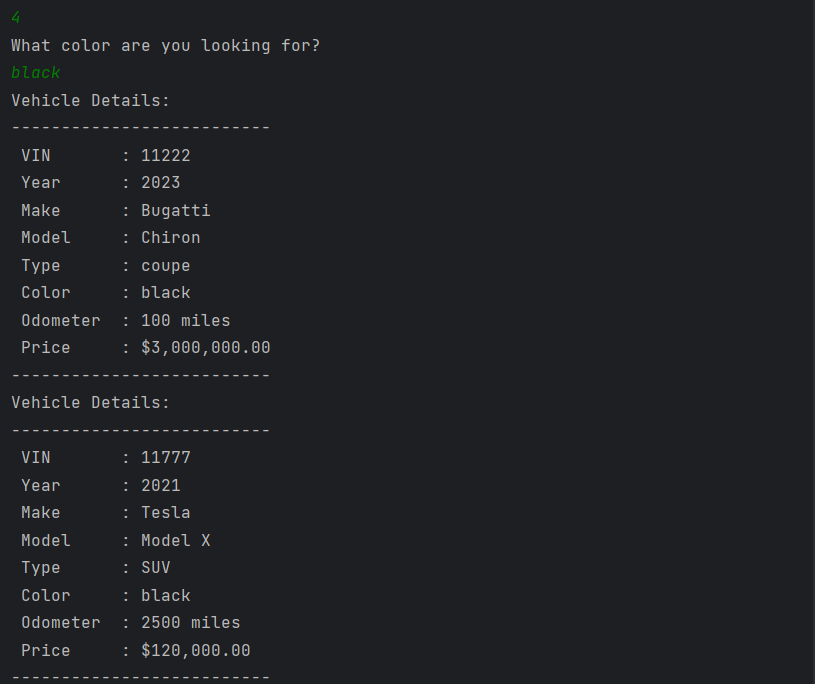 4
What color are you looking for?
black
Vehicle Details:
--------------------------
 VIN       : 11222
 Year      : 2023
 Make      : Bugatti
 Model     : Chiron
 Type      : coupe
 Color     : black
 Odometer  : 100 miles
 Price     : $3,000,000.00
--------------------------
Vehicle Details:
--------------------------
 VIN       : 11777
 Year      : 2021
 Make      : Tesla
 Model     : Model X
 Type      : SUV
 Color     : black
 Odometer  : 2500 miles
 Price     : $120,000.00
--------------------------